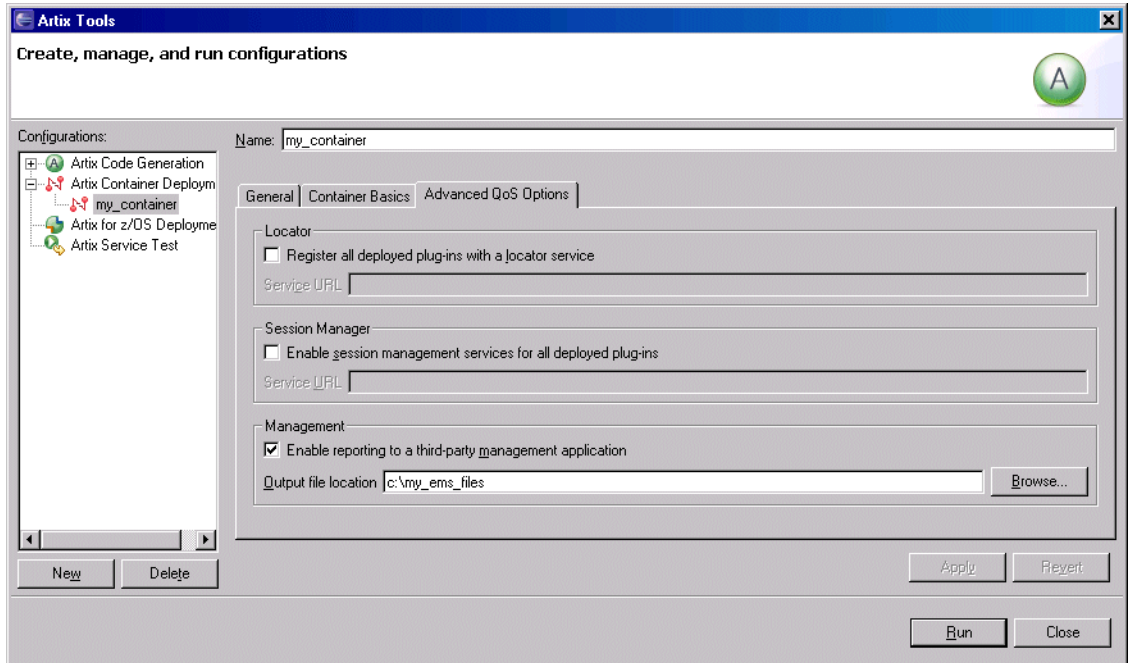 Artix Tools
Create, manage, and run configurations
A
Configurations:
Name: my_container
A Artix Code Generation
Artix Container Deploym
my_container
Artix for z/OS Deployme
Artix Service Test
General Container Basics Advanced QoS Options
Locator
Register all deployed plug-ins with a locator service
Service URL
Session Manager
Enable session management services for all deployed plug-ins
Service URL
Management
Enable reporting to a third-party management application
Output file location c:\my_ems_files Browse...
New Delete
Apply Revert
Run Close